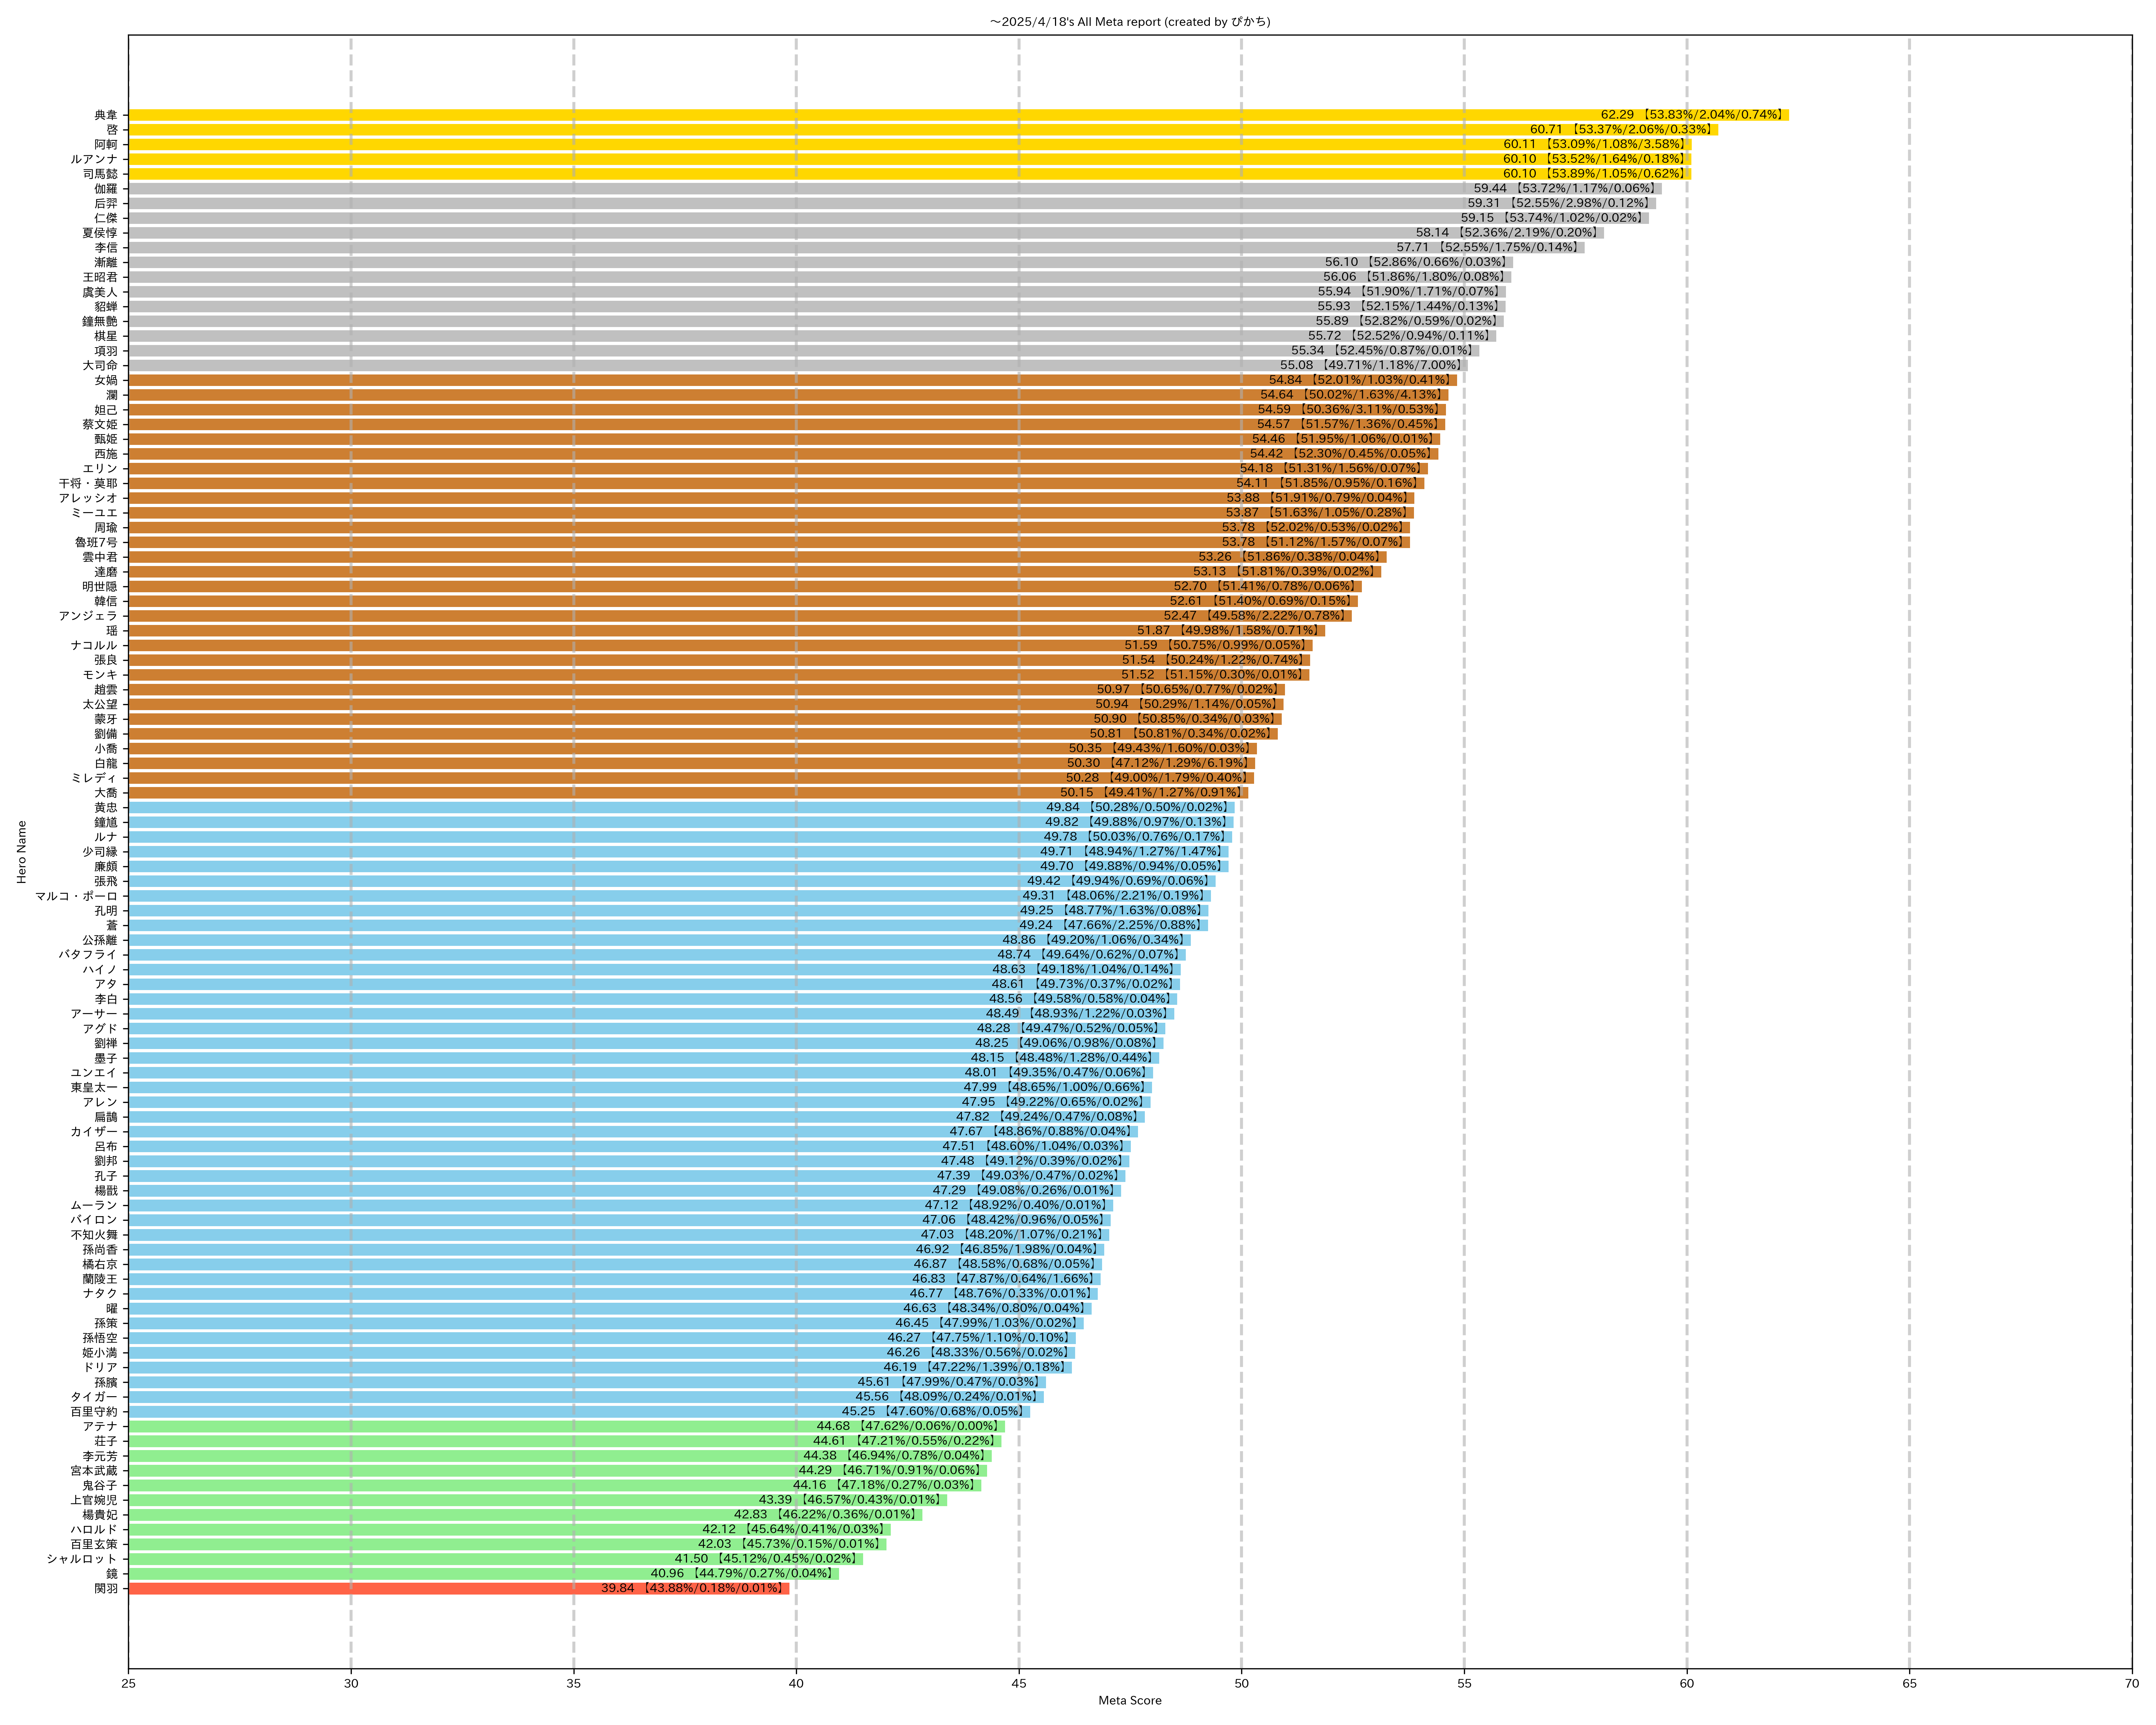 ～2025/4/18's All Meta report (created by ぴかち)
Hero Name
典韋 62.29 【53.83%/2.04%/0.74%】
啓 60.71 【53.37%/2.06%/0.33%】
阿軻 60.11 【53.09%/1.08%/3.58%】
ルアンナ 60.10 【53.52%/1.64%/0.18%】
司馬懿 60.10 【53.89%/1.05%/0.62%】
伽羅 59.44 【53.72%/1.17%/0.06%】
后羿 59.31 【52.55%/2.98%/0.12%】
仁傑 59.15 【53.74%/1.02%/0.02%】
夏侯惇 58.14 【52.36%/2.19%/0.20%】
李信 57.71 【52.55%/1.75%/0.14%】
漸離 56.10 【52.86%/0.66%/0.03%】
王昭君 56.06 【51.86%/1.80%/0.08%】
虞美人 55.94 【51.90%/1.71%/0.07%】
貂蝉 55.93 【52.15%/1.44%/0.13%】
鐘無艶 55.89 【52.82%/0.59%/0.02%】
棋星 55.72 【52.52%/0.94%/0.11%】
項羽 55.34 【52.45%/0.87%/0.01%】
大司命 55.08 【49.71%/1.18%/7.00%】
女媧 54.84 【52.01%/1.03%/0.41%】
瀾 54.64 【50.02%/1.63%/4.13%】
妲己 54.59 【50.36%/3.11%/0.53%】
蔡文姫 54.57 【51.57%/1.36%/0.45%】
甄姫 54.46 【51.95%/1.06%/0.01%】
西施 54.42 【52.30%/0.45%/0.05%】
エリン 54.18 【51.31%/1.56%/0.07%】
干将・莫耶 54.11 【51.85%/0.95%/0.16%】
アレッシオ 53.88 【51.91%/0.79%/0.04%】
ミーユエ 53.87 【51.63%/1.05%/0.28%】
周瑜 53.78 【52.02%/0.53%/0.02%】
魯班7号 53.78 【51.12%/1.57%/0.07%】
雲中君 53.26 【51.86%/0.38%/0.04%】
達磨 53.13 【51.81%/0.39%/0.02%】
明世隠 52.70 【51.41%/0.78%/0.06%】
韓信 52.61 【51.40%/0.69%/0.15%】
アンジェラ 52.47 【49.58%/2.22%/0.78%】
瑶 51.87 【49.98%/1.58%/0.71%】
ナコルル 51.59 【50.75%/0.99%/0.05%】
張良 51.54 【50.24%/1.22%/0.74%】
モンキ 51.52 【51.15%/0.30%/0.01%】
趙雲 50.97 【50.65%/0.77%/0.02%】
太公望 50.94 【50.29%/1.14%/0.05%】
蒙牙 50.90 【50.85%/0.34%/0.03%】
劉備 50.81 【50.81%/0.34%/0.02%】
小喬 50.35 【49.43%/1.60%/0.03%】
白龍 50.30 【47.12%/1.29%/6.19%】
ミレディ 50.28 【49.00%/1.79%/0.40%】
大喬 50.15 【49.41%/1.27%/0.91%】
黄忠 49.84 【50.28%/0.50%/0.02%】
鐘馗 49.82 【49.88%/0.97%/0.13%】
ルナ 49.78 【50.03%/0.76%/0.17%】
少司縁 49.71 【48.94%/1.27%/1.47%】
廉頗 49.70 【49.88%/0.94%/0.05%】
張飛 49.42 【49.94%/0.69%/0.06%】
マルコ・ポーロ 49.31 【48.06%/2.21%/0.19%】
孔明 49.25 【48.77%/1.63%/0.08%】
蒼 49.24 【47.66%/2.25%/0.88%】
公孫離 48.86 【49.20%/1.06%/0.34%】
バタフライ 48.74 【49.64%/0.62%/0.07%】
ハイノ 48.63 【49.18%/1.04%/0.14%】
アタ 48.61 【49.73%/0.37%/0.02%】
李白 48.56 【49.58%/0.58%/0.04%】
アーサー 48.49 【48.93%/1.22%/0.03%】
アグド 48.28 【49.47%/0.52%/0.05%】
劉禅 48.25 【49.06%/0.98%/0.08%】
墨子 48.15 【48.48%/1.28%/0.44%】
ユンエイ 48.01 【49.35%/0.47%/0.06%】
東皇太一 47.99 【48.65%/1.00%/0.66%】
アレン 47.95 【49.22%/0.65%/0.02%】
扁鵲 47.82 【49.24%/0.47%/0.08%】
カイザー 47.67 【48.86%/0.88%/0.04%】
呂布 47.51 【48.60%/1.04%/0.03%】
劉邦 47.48 【49.12%/0.39%/0.02%】
孔子 47.39 【49.03%/0.47%/0.02%】
楊戩 47.29 【49.08%/0.26%/0.01%】
ムーラン 47.12 【48.92%/0.40%/0.01%】
バイロン 47.06 【48.42%/0.96%/0.05%】
不知火舞 47.03 【48.20%/1.07%/0.21%】
孫尚香 46.92 【46.85%/1.98%/0.04%】
橘右京 46.87 【48.58%/0.68%/0.05%】
蘭陵王 46.83 【47.87%/0.64%/1.66%】
ナタク 46.77 【48.76%/0.33%/0.01%】
曜 46.63 【48.34%/0.80%/0.04%】
孫策 46.45 【47.99%/1.03%/0.02%】
孫悟空 46.27 【47.75%/1.10%/0.10%】
姫小満 46.26 【48.33%/0.56%/0.02%】
ドリア 46.19 【47.22%/1.39%/0.18%】
孫臏 45.61 【47.99%/0.47%/0.03%】
タイガー 45.56 【48.09%/0.24%/0.01%】
百里守約 45.25 【47.60%/0.68%/0.05%】
アテナ 44.68 【47.62%/0.06%/0.00%】
荘子 44.61 【47.21%/0.55%/0.22%】
李元芳 44.38 【46.94%/0.78%/0.04%】
宮本武蔵 44.29 【46.71%/0.91%/0.06%】
鬼谷子 44.16 【47.18%/0.27%/0.03%】
上官婉児 43.39 【46.57%/0.43%/0.01%】
楊貴妃 42.83 【46.22%/0.36%/0.01%】
ハロルド 42.12 【45.64%/0.41%/0.03%】
百里玄策 42.03 【45.73%/0.15%/0.01%】
シャルロット 41.50 【45.12%/0.45%/0.02%】
鏡 40.96 【44.79%/0.27%/0.04%】
関羽 39.84 【43.88%/0.18%/0.01%】
25 30 35 40 45 50 55 60 65 70
Meta Score